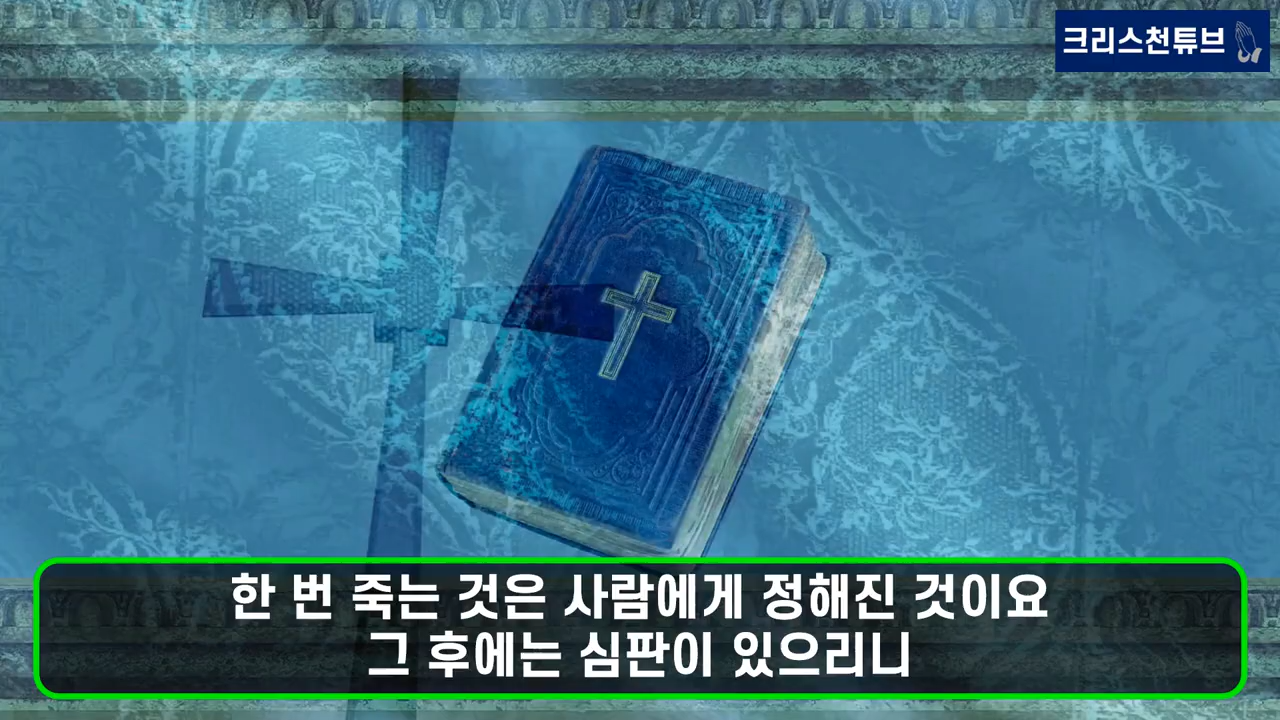 크리스천튜브
한 번 죽는 것은 사람에게 정해진 것이요
그 후에는 심판이 있으리니